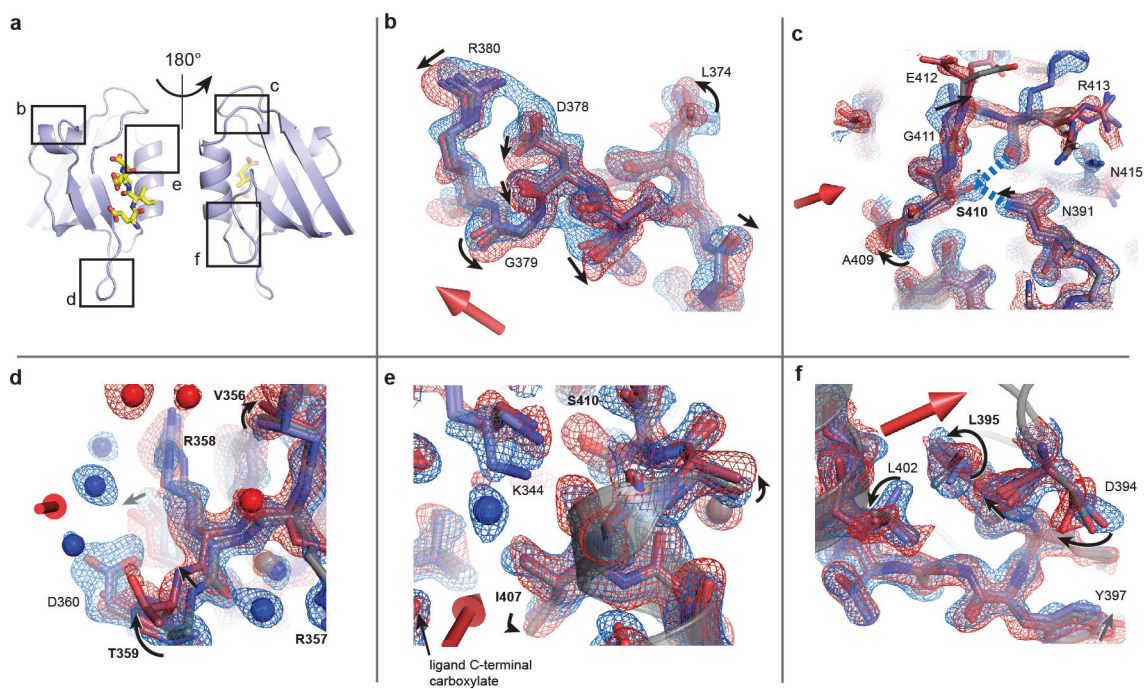 a
180°
b
c
e
f
d
b
R380
L374
D378
G379
c
E412
R413
G411
N415
*
S410
N391
A409
d
V356
R358
D360
R357
T359
e
S410
K344
I407
ligand C-terminal
carboxylate
f
L395
L402
D394
Y397